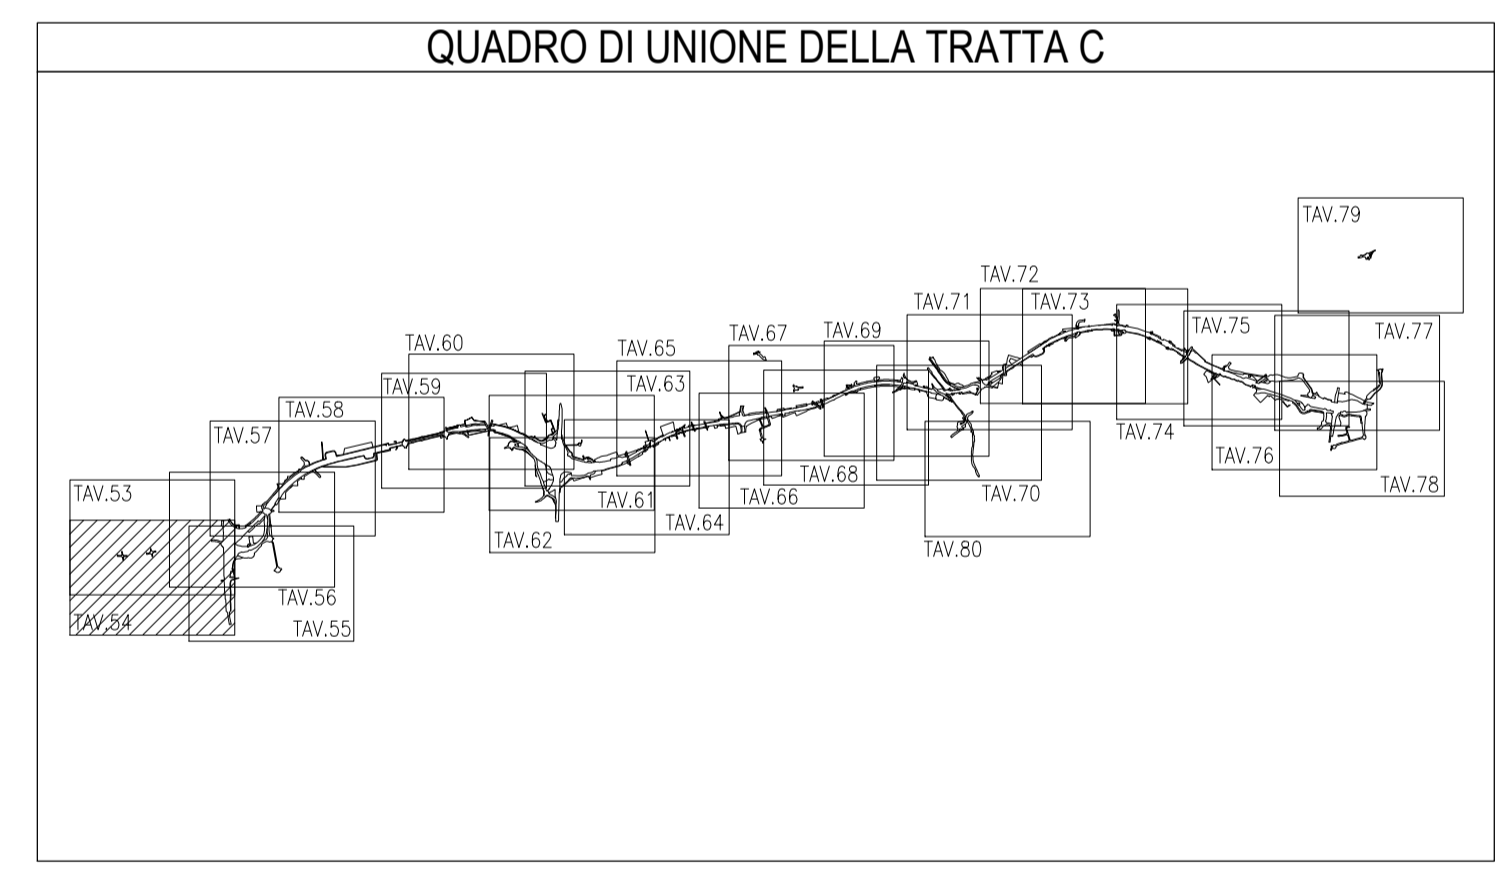 QUADRO DI UNIONE DELLA TRATTA C
TAV.79
TAV.72
TAV.71
TAV.73
TAV.67
TAV.69
TAV.75
TAV.77
TAV.60
TAV.65
TAV.59
TAV.63
TAV.58
TAV.57
TAV.74
TAV.76
TAV.68
TAV.78
TAV.53
TAV.61
TAV.66
TAV.70
TAV.64
TAV.62
TAV.80
TAV.56
TAV.54
TAV.55